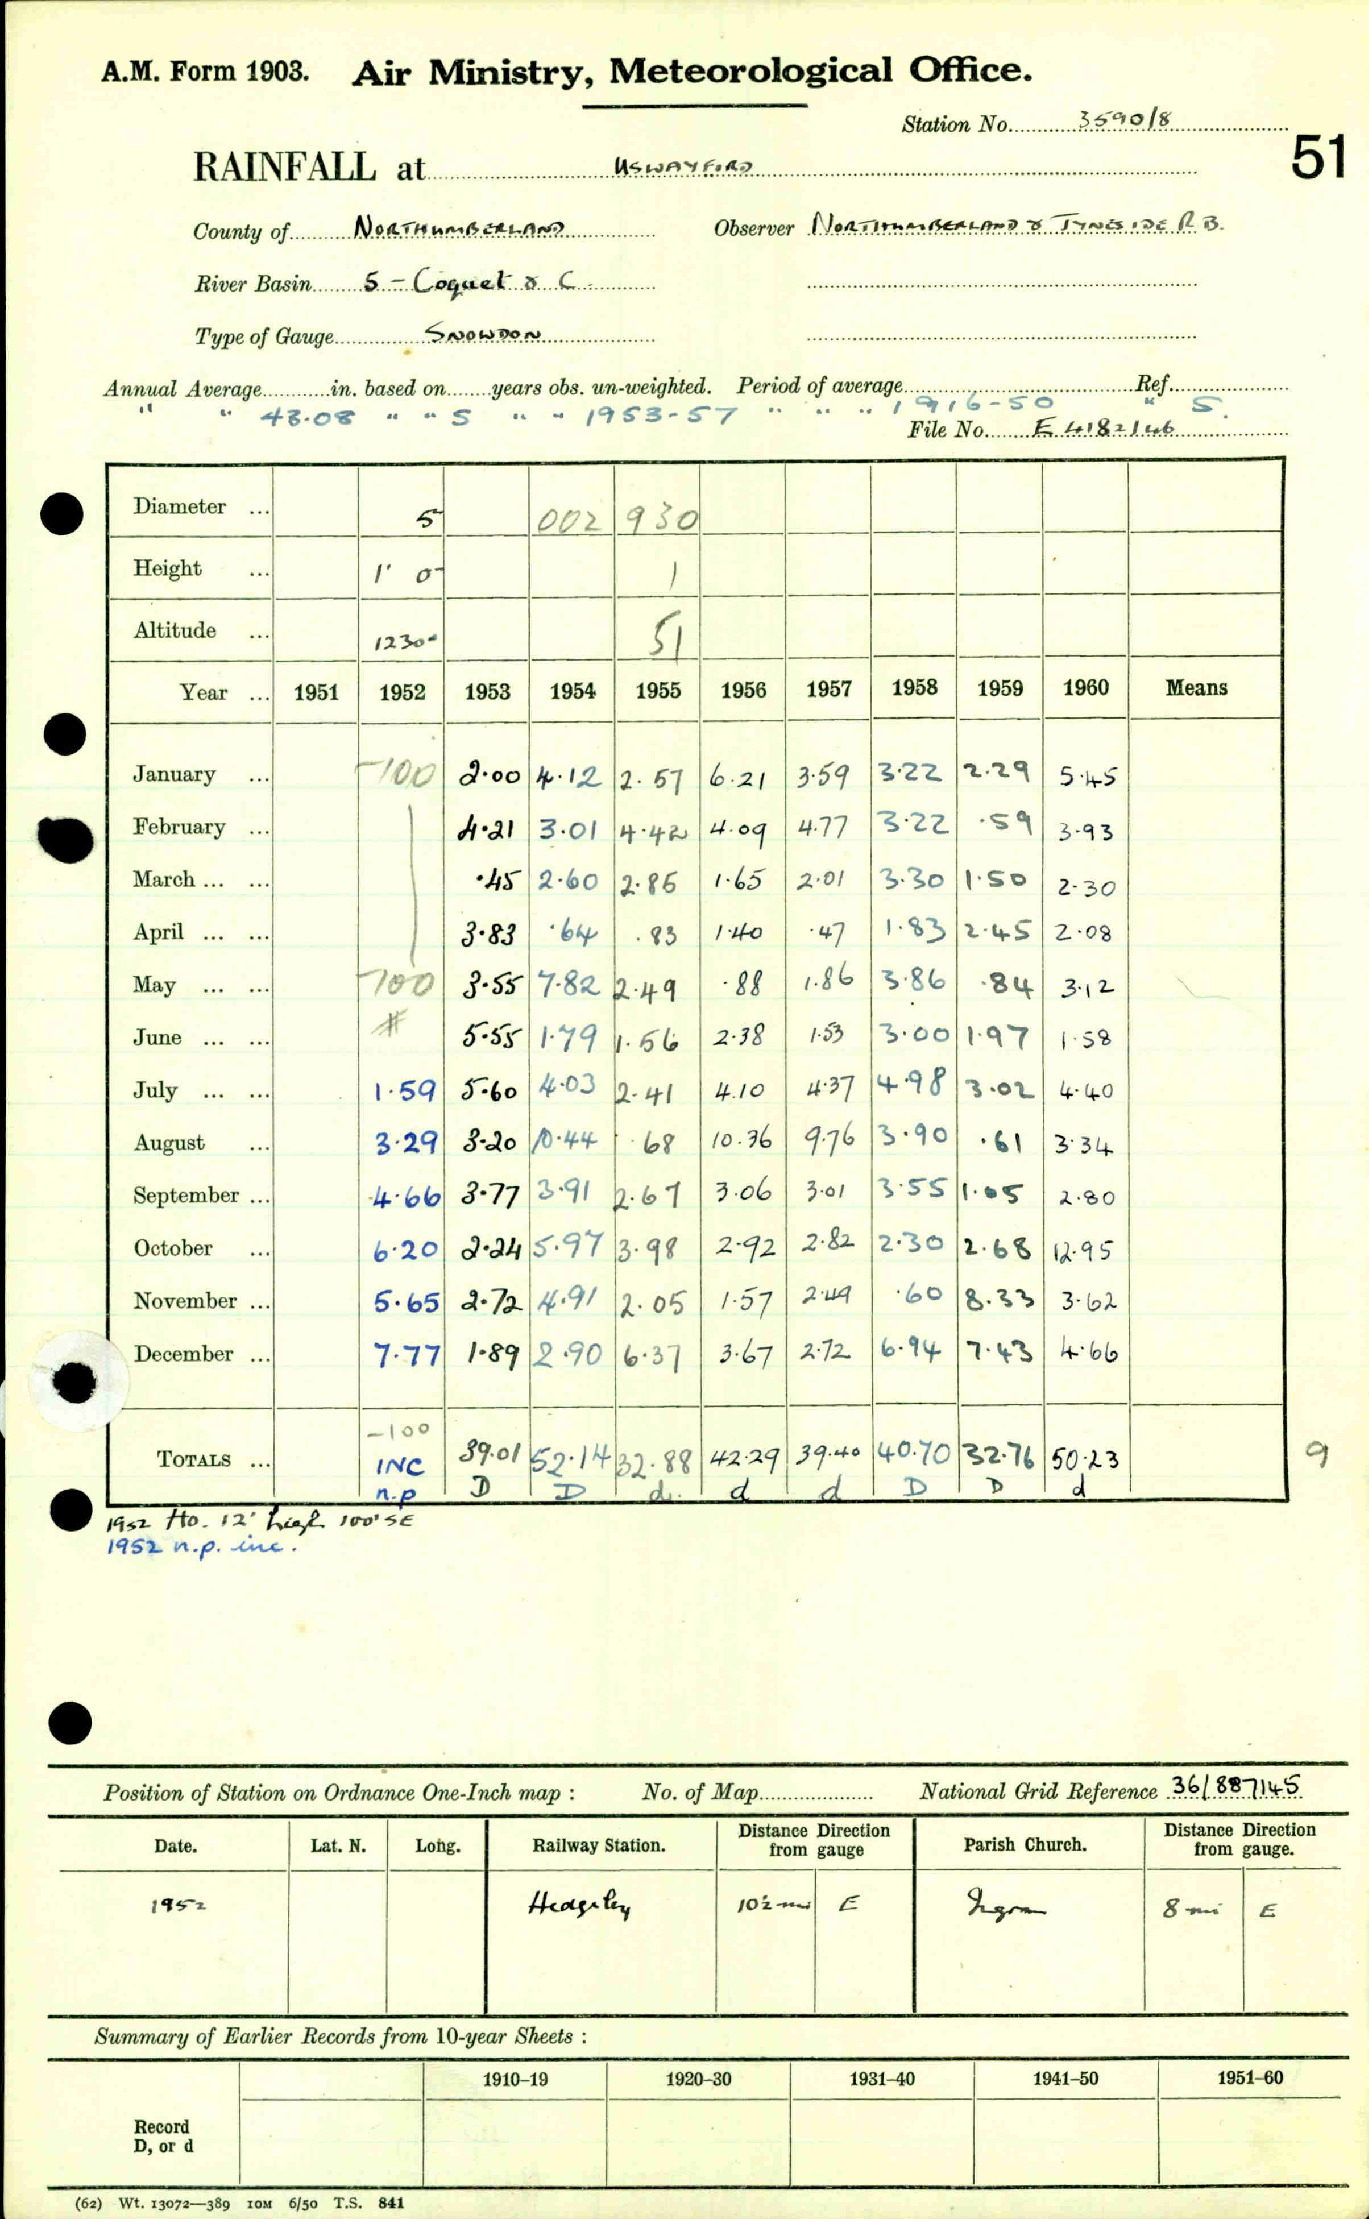 A.M. Form 1903. Air Ministry, Meteorological Office.
Station No. 3590/8
51
RAINFALL at USWAYFORD
County of NORTHUMBERLAND Observer NORTHUMBERLAND & TYNESIDE R B.
River Basin 5 - Coquet & C.
Type of Gauge SNOWDON
Annual Average in. based on years obs. un-weighted. Period of average Ref.
" " 43.08 " " 5 " " 1953-57 " " " 1916-50 " S.
File No. E 4182/46
Diameter ... 5 002 930
Height ... 1' 0" 1
Altitude ... 1230 51
Year ... 1951 1952 1953 1954 1955 1956 1957 1958 1959 1960 Means
January ... -100 2.00 4.12 2.57 6.21 3.59 3.22 2.29 5.45
February ... 4.21 3.01 4.42 4.09 4.77 3.22 .59 3.93
March ... ... .45 2.60 2.86 1.65 2.01 3.30 1.50 2.30
April ... ... 3.83 .64 .83 1.40 .47 1.83 2.45 2.08
May ... ... -100 3.55 7.82 2.49 .88 1.86 3.86 .84 3.12
June ... ... # 5.55 1.79 1.56 2.38 1.53 3.00 1.97 1.58
July ... ... 1.59 5.60 4.03 2.41 4.10 4.37 4.98 3.02 4.40
August ... 3.29 3.20 10.44 .68 10.36 9.76 3.90 .61 3.34
September ... 4.66 3.77 3.91 2.67 3.06 3.01 3.55 1.05 2.80
October ... 6.20 2.24 5.97 3.98 2.92 2.82 2.30 2.68 12.95
November ... 5.65 2.72 4.91 2.05 1.57 2.49 .60 8.33 3.62
December ... 7.77 1.89 2.90 6.37 3.67 2.72 6.94 7.43 4.66
-100
TOTALS ... INC 39.01 52.14 32.88 42.29 39.40 40.70 32.76 50.23 9
n.p D D d. d d D D d
1952 Ho. 12' high 100' SE
1952 n.p. inc.
Position of Station on Ordnance One-Inch map : No. of Map National Grid Reference 36/887145
Date. Lat. N. Long. Railway Station. Distance from gauge Direction Parish Church. Distance from gauge. Direction
1952 Hedgeley 10½ mi E Ingram 8 mi E
Summary of Earlier Records from 10-year Sheets :
1910-19 1920-30 1931-40 1941-50 1951-60
Record
D, or d
(62) Wt. 13072—389 10M 6/50 T.S. 841